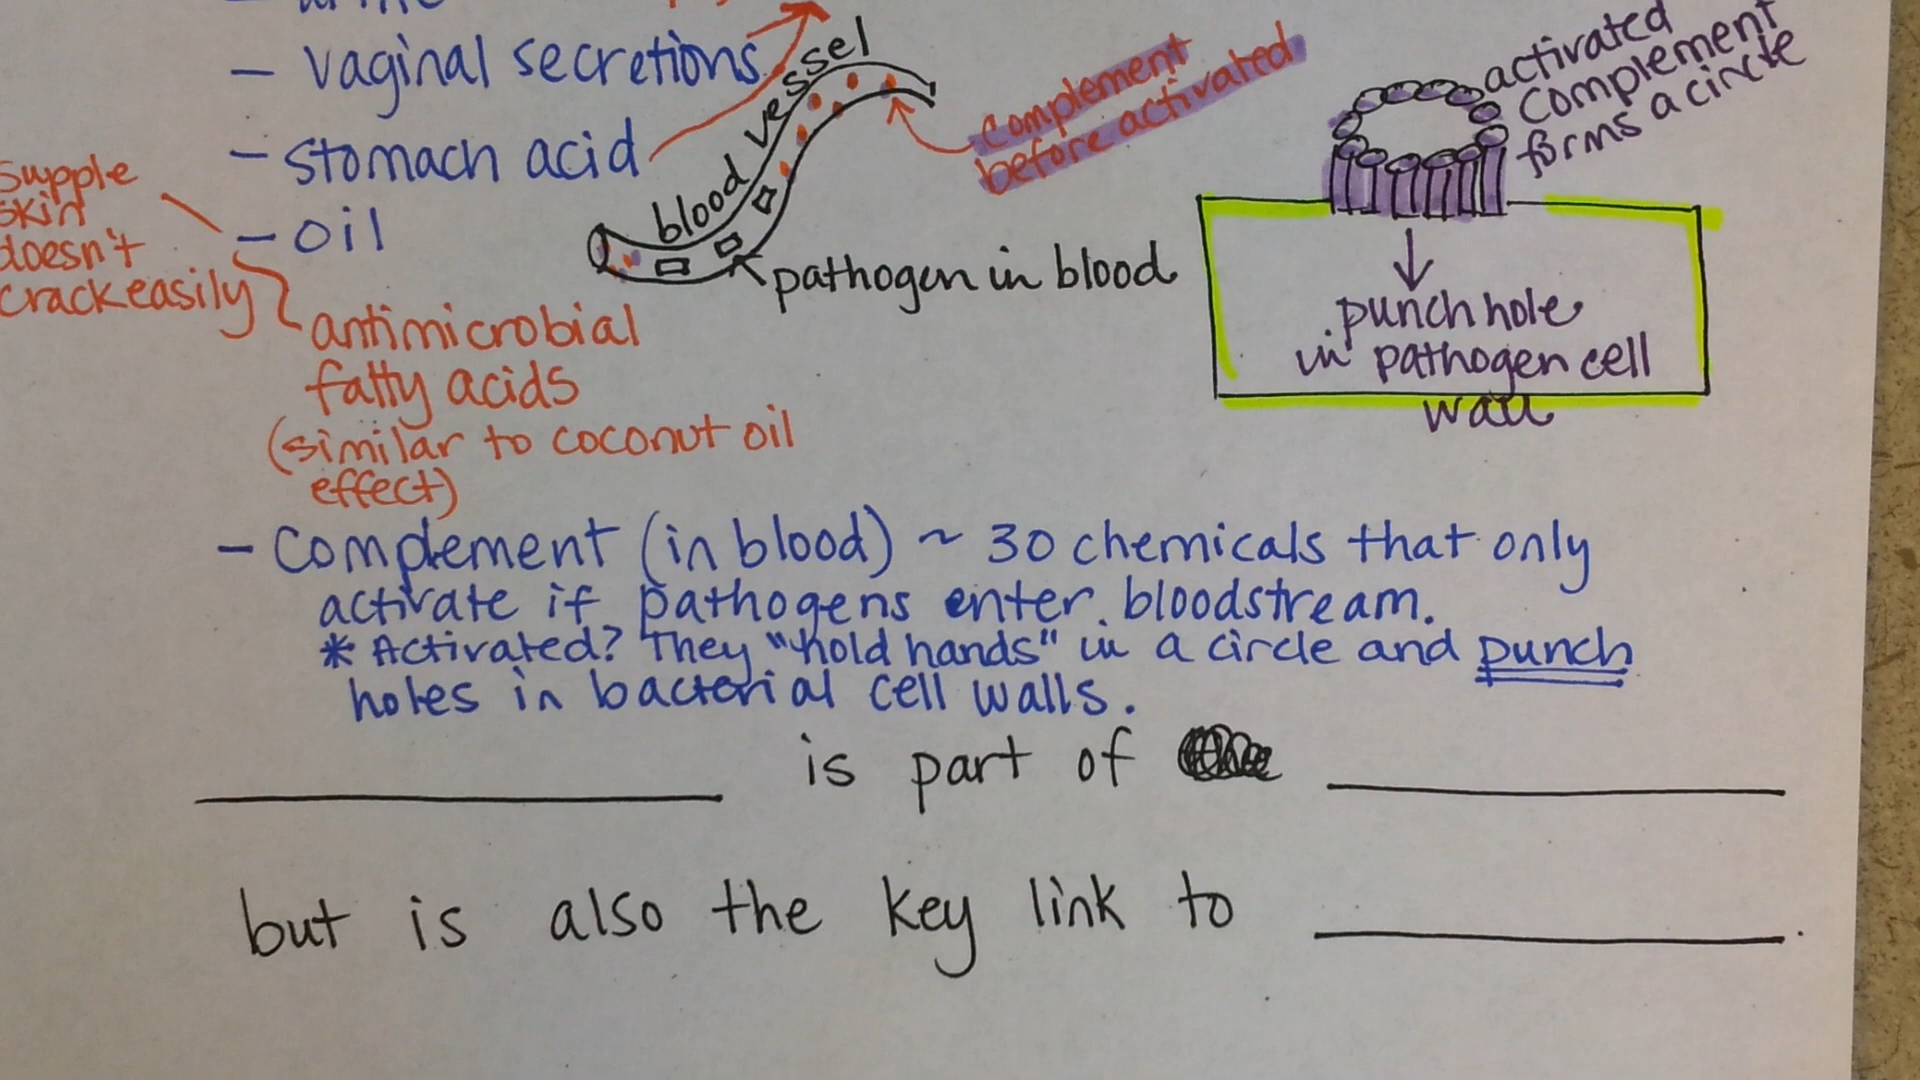 - urine
- vaginal secretions
- stomach acid
- oil
supple
skin
doesn't
crack easily
antimicrobial
fatty acids
(similar to coconut oil
effect)
blood vessel
complement
before activated
pathogen in blood
activated
complement
forms a circle
punch hole
in pathogen cell
wall
- Complement (in blood) ~ 30 chemicals that only
activate if pathogens enter bloodstream.
* Activated? They "hold hands" in a circle and punch
holes in bacterial cell walls.
is part of
but is also the key link to .